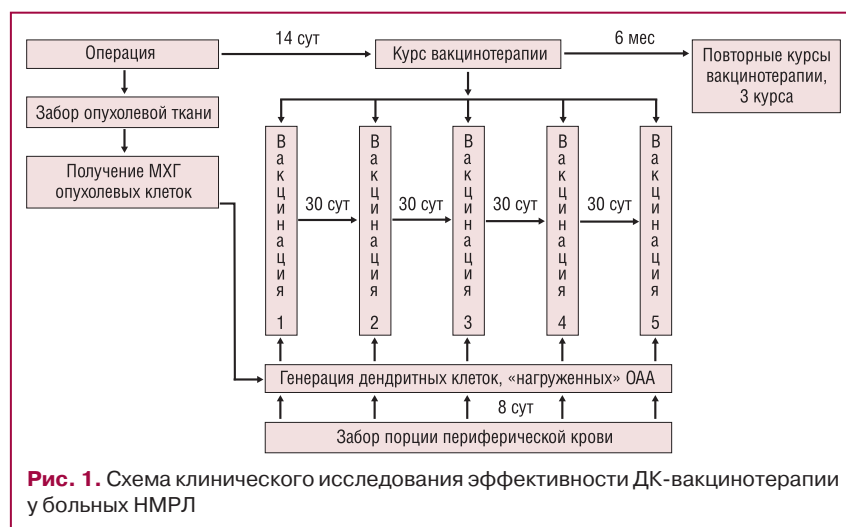 Операция
14 сут
Курс вакцинотерапии
6 мес
Повторные курсы
вакцинотерапии,
3 курса
Забор опухолевой ткани
Получение МХГ
опухолевых клеток
Вакцинация 1
30 сут
Вакцинация 2
30 сут
Вакцинация 3
30 сут
Вакцинация 4
30 сут
Вакцинация 5
Генерация дендритных клеток, «нагруженных» ОАА
8 сут
Забор порции периферической крови
Рис. 1. Схема клинического исследования эффективности ДК-вакцинотерапии
у больных НМРЛ